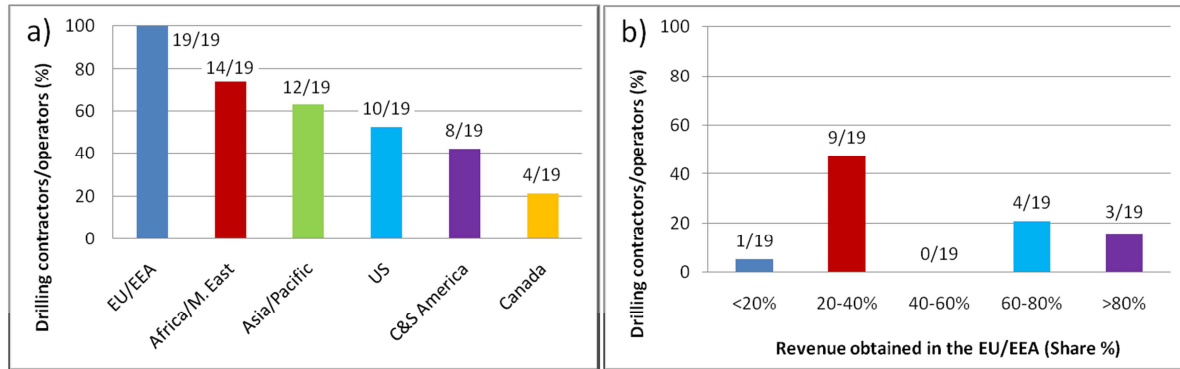 a)
Drilling contractors/operators (%)
100
80
60
40
20
0
19/19
14/19
12/19
10/19
8/19
4/19
EU/EEA
Africa/M. East
Asia/Pacific
US
C&S America
Canada
b)
Drilling contractors/operators (%)
100
80
60
40
20
0
1/19
9/19
0/19
4/19
3/19
<20%
20-40%
40-60%
60-80%
>80%
Revenue obtained in the EU/EEA (Share %)